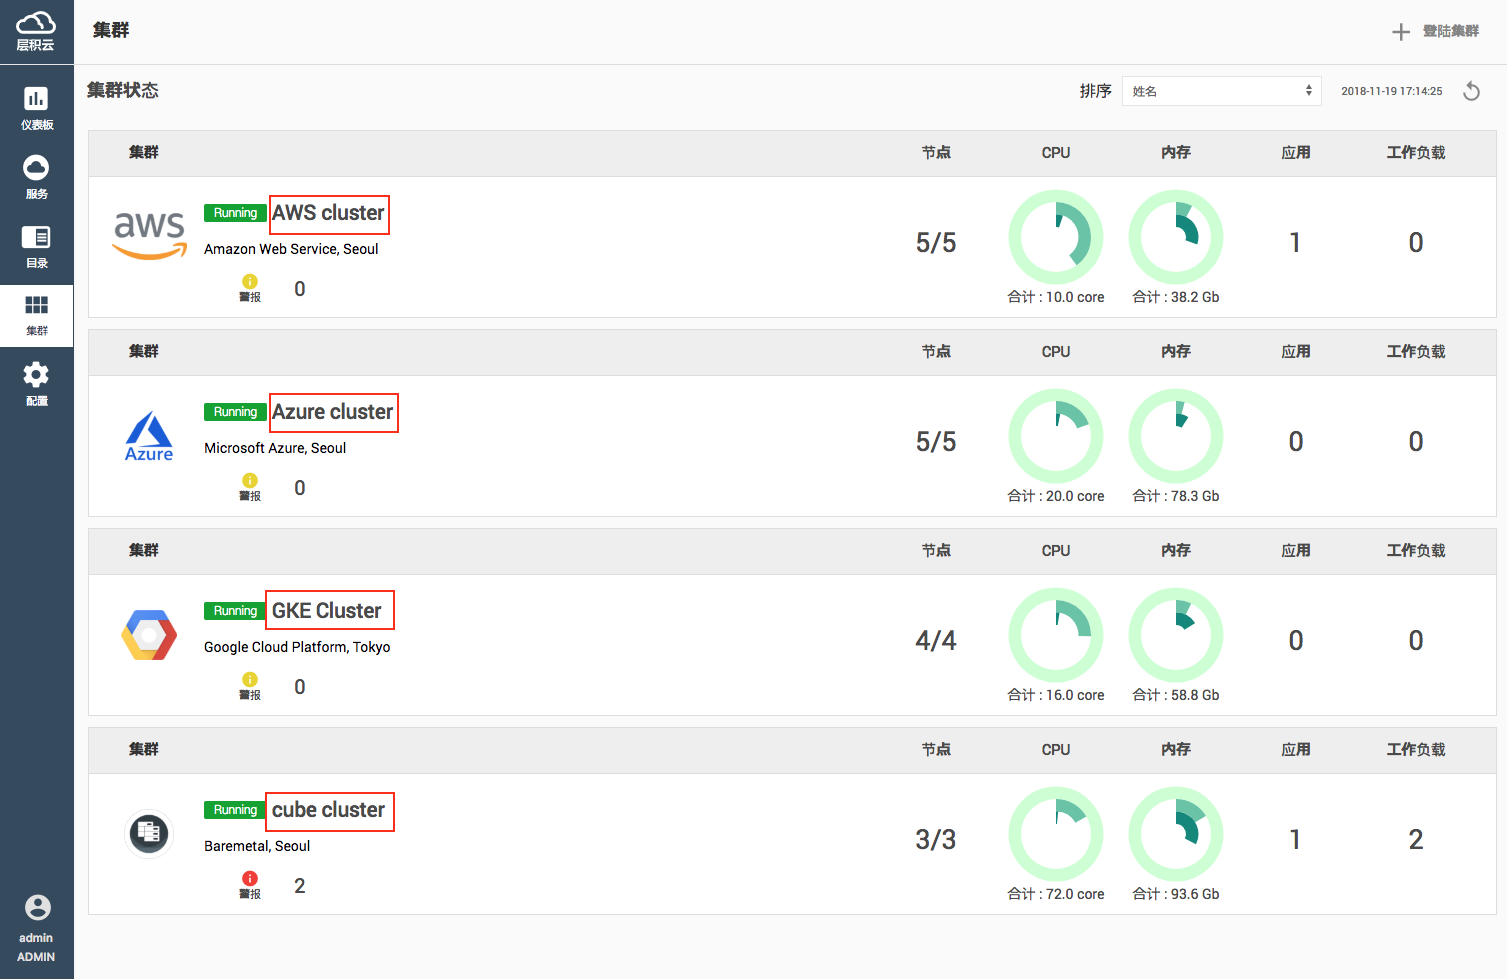 层积云
集群
登陆集群
仪表板
服务
目录
集群
配置
admin
ADMIN
集群状态
排序
姓名
2018-11-19 17:14:25
集群 节点 CPU 内存 应用 工作负载
aws
Running AWS cluster
Amazon Web Service, Seoul
警报 0
5/5
合计 : 10.0 core
合计 : 38.2 Gb
1
0
集群 节点 CPU 内存 应用 工作负载
Azure
Running Azure cluster
Microsoft Azure, Seoul
警报 0
5/5
合计 : 20.0 core
合计 : 78.3 Gb
0
0
集群 节点 CPU 内存 应用 工作负载
Running GKE Cluster
Google Cloud Platform, Tokyo
警报 0
4/4
合计 : 16.0 core
合计 : 58.8 Gb
0
0
集群 节点 CPU 内存 应用 工作负载
Running cube cluster
Baremetal, Seoul
警报 2
3/3
合计 : 72.0 core
合计 : 93.6 Gb
1
2